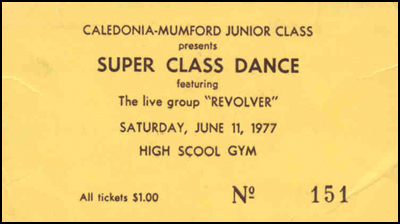 CALEDONIA-MUMFORD JUNIOR CLASS
presents
SUPER CLASS DANCE
featuring
The live group "REVOLVER"
SATURDAY, JUNE 11, 1977
HIGH SCOOL GYM
All tickets $1.00 Nº 151